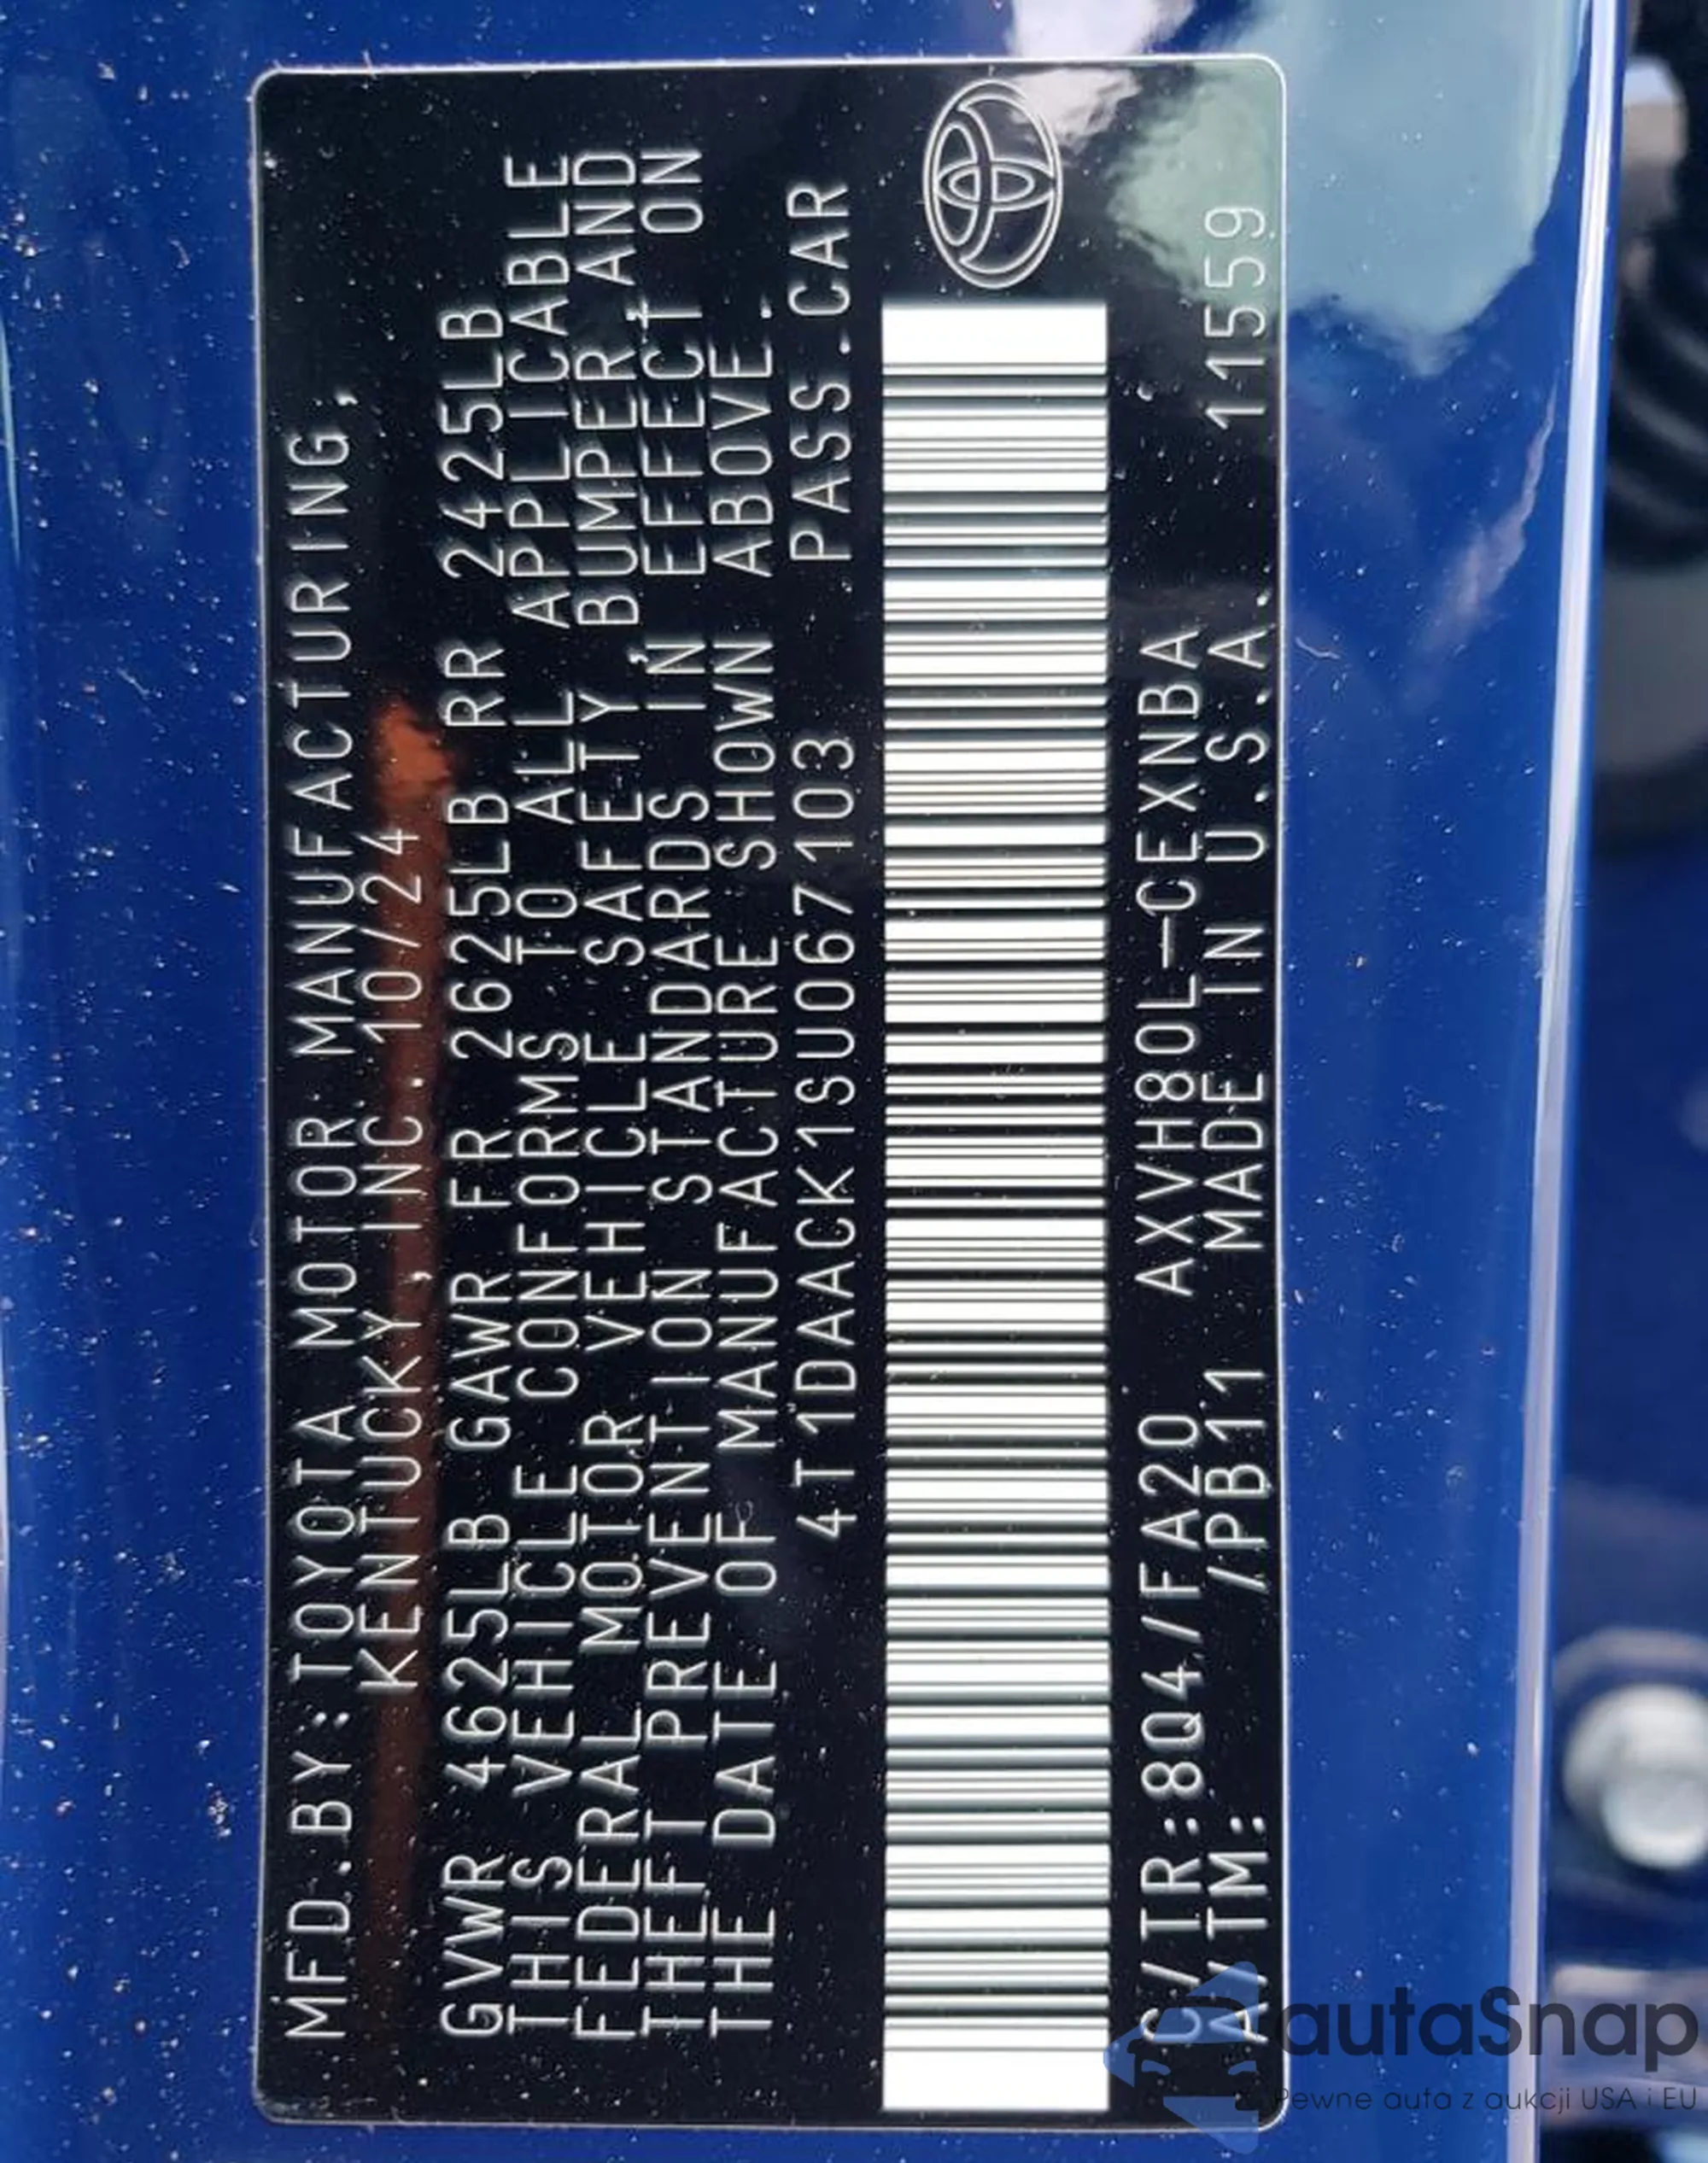 MFD.BY:TOYOTA MOTOR MANUFACTURING,
KENTUCKY,INC. 10/24
GVWR 4625LB GAWR FR 2625LB RR 2425LB
THIS VEHICLE CONFORMS TO ALL APPLICABLE
FEDERAL MOTOR VEHICLE SAFETY BUMPER AND
THEFT PREVENTION STANDARDS IN EFFECT ON
THE DATE OF MANUFACTURE SHOWN ABOVE.
4T1DAACK1SU067103 PASS.CAR
C/TR:8Q4/FA20 AXVH80L-CEXNBA
A/TM: /PB11 MADE IN U.S.A. 11559
autaSnap
Pewne auta z aukcji USA i EU